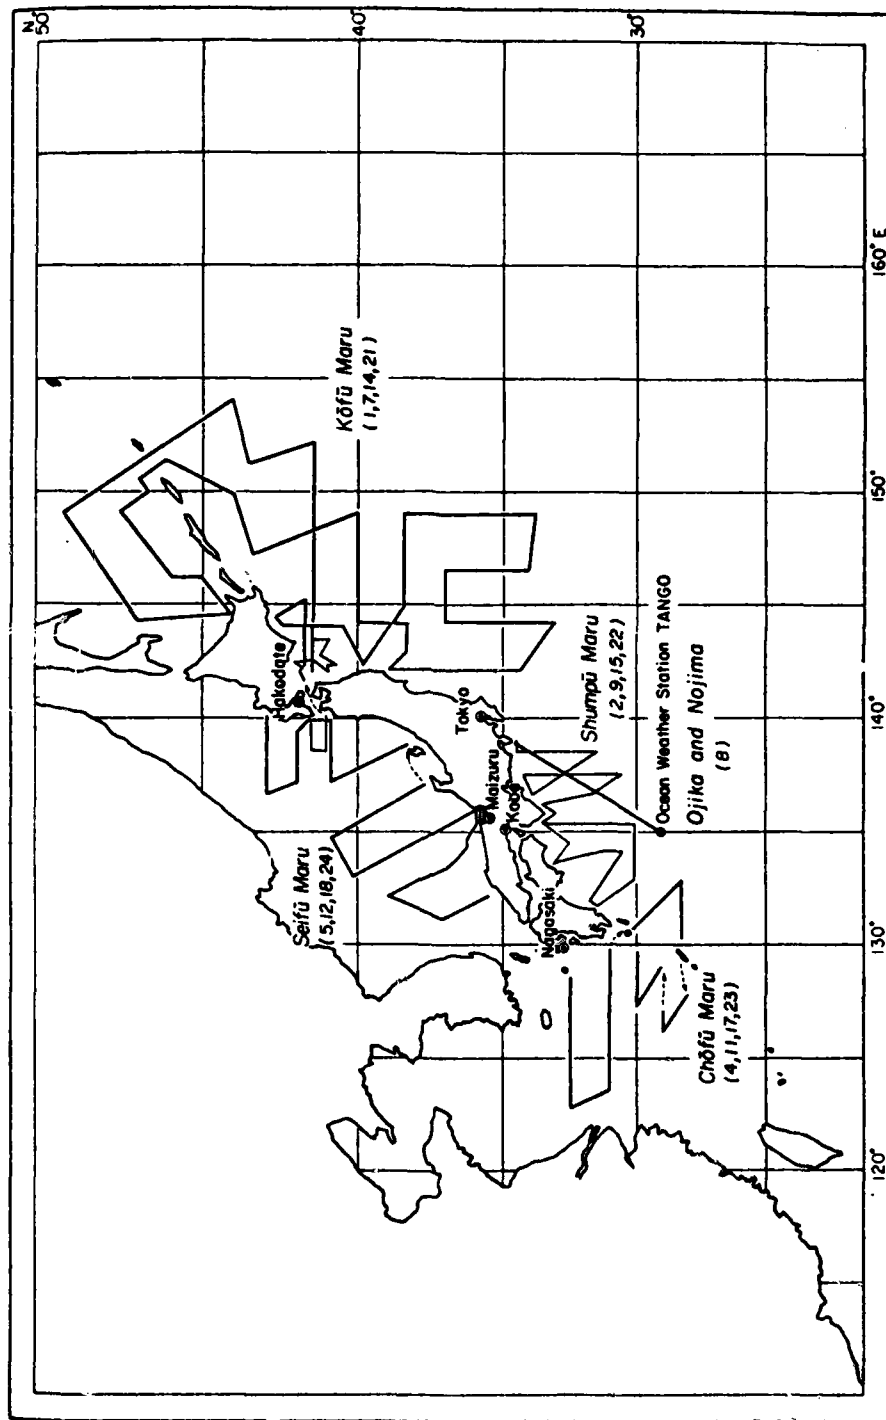 N
50°
40°
30°
Kōfū Maru
(1,7,14,21)
Hakodate
Tokyo
Maizuru
Kobe
Nagasaki
Seifū Maru
(5,12,18,24)
Shumpū Maru
(2,9,15,22)
Ocean Weather Station TANGO
Ojika and Nojima
(8)
Chōfū Maru
(4,11,17,23)
120°
130°
140°
150°
160° E